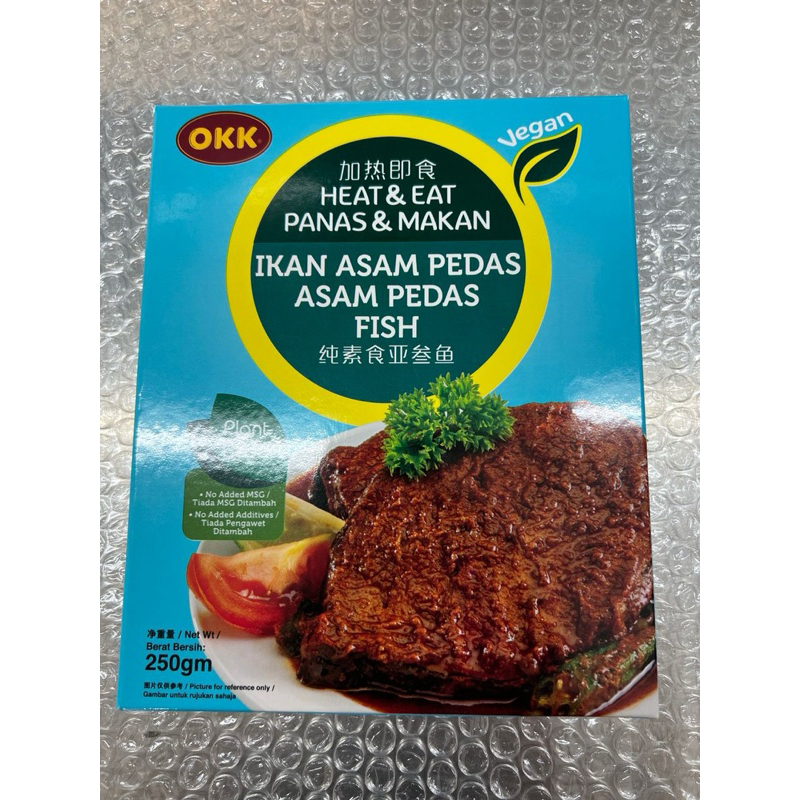 OKK
Vegan
加热即食
HEAT & EAT
PANAS & MAKAN
IKAN ASAM PEDAS
ASAM PEDAS
FISH
纯素食亚叁鱼
Plant
• No Added MSG /
Tiada MSG Ditambah
• No Added Additives /
Tiada Pengawet
Ditambah
净重量 / Net Wt /
Berat Bersih:
250gm
图片仅供参考 / Picture for reference only /
Gambar untuk rujukan sahaja